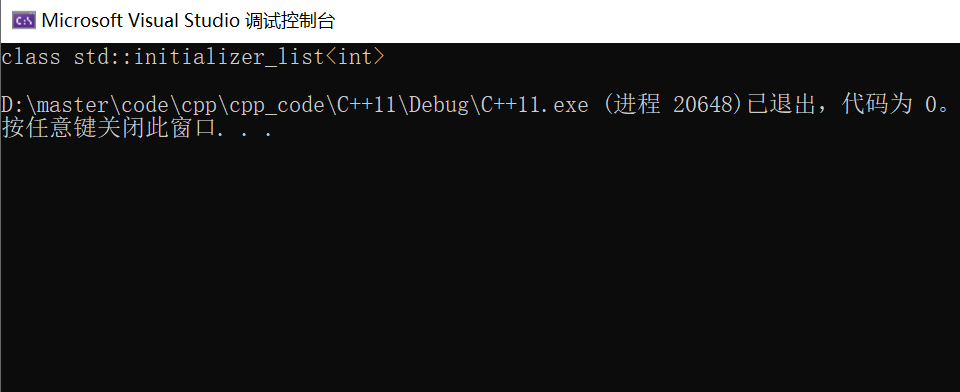 Microsoft Visual Studio 调试控制台
class std::initializer_list<int>
D:\master\code\cpp\cpp_code\C++11\Debug\C++11.exe (进程 20648)已退出，代码为 0。
按任意键关闭此窗口. . .